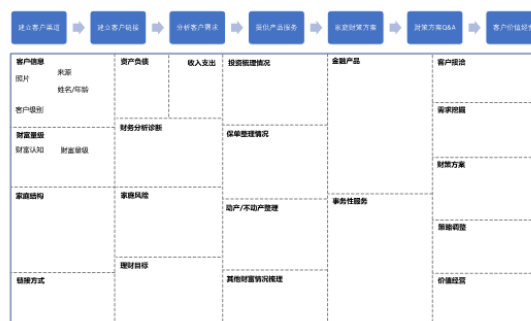 建立客户渠道
建立客户链接
分析客户需求
提供产品服务
家庭财策方案
财策方案Q&A
客户价值经
客户信息
照片
来源
姓名/年龄
客户级别
财富量级
财富认知
财富量级
家庭结构
链接方式
资产负债
收入支出
财务分析诊断
家庭风险
理财目标
投资梳理情况
保单整理情况
动产/不动产整理
其他财富情况梳理
金融产品
事务性服务
客户接洽
需求挖掘
财策方案
策略调整
价值经营